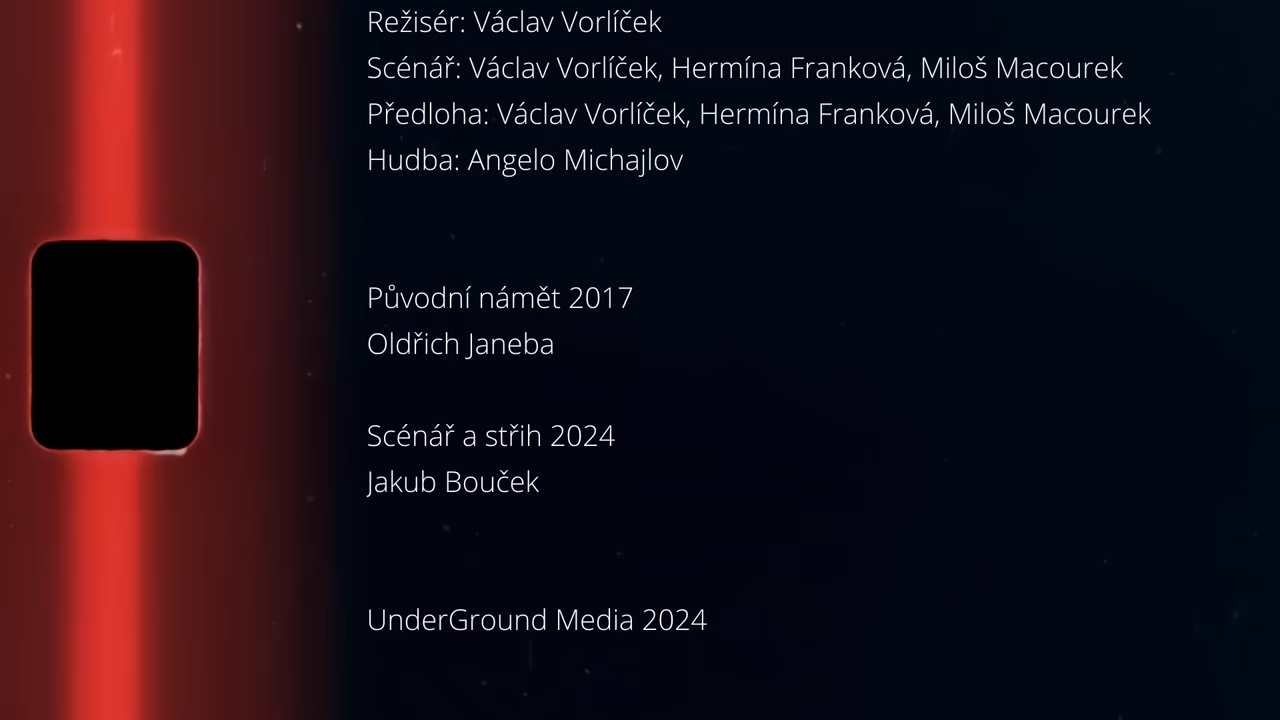 Režisér: Václav Vorlíček
Scénář: Václav Vorlíček, Hermína Franková, Miloš Macourek
Předloha: Václav Vorlíček, Hermína Franková, Miloš Macourek
Hudba: Angelo Michajlov
Původní námět 2017
Oldřich Janeba
Scénář a střih 2024
Jakub Bouček
UnderGround Media 2024